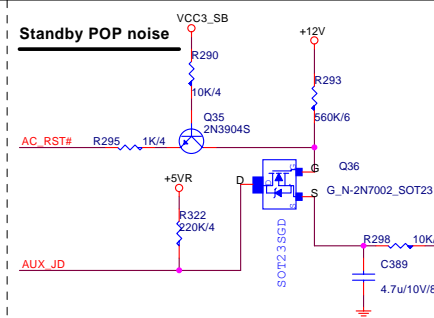 Standby POP noise
VCC3_SB
+12V
R290
10K/4
R293
560K/6
Q35
2N3904S
AC_RST#
R295
1K/4
Q36
G_N-2N7002_SOT23
D
G
S
SOT23SGD
+5VR
R322
220K/4
AUX_JD
R298
10K/
C389
4.7u/10V/8